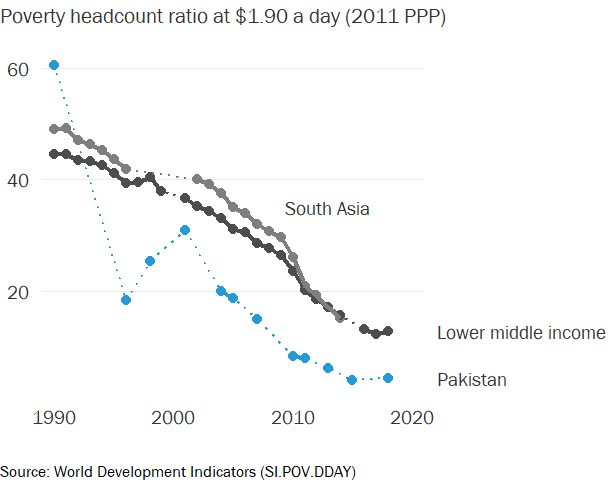 Poverty headcount ratio at $1.90 a day (2011 PPP)
60
40
South Asia
20
Lower middle income
Pakistan
1990 2000 2010 2020
Source: World Development Indicators (SI.POV.DDAY)